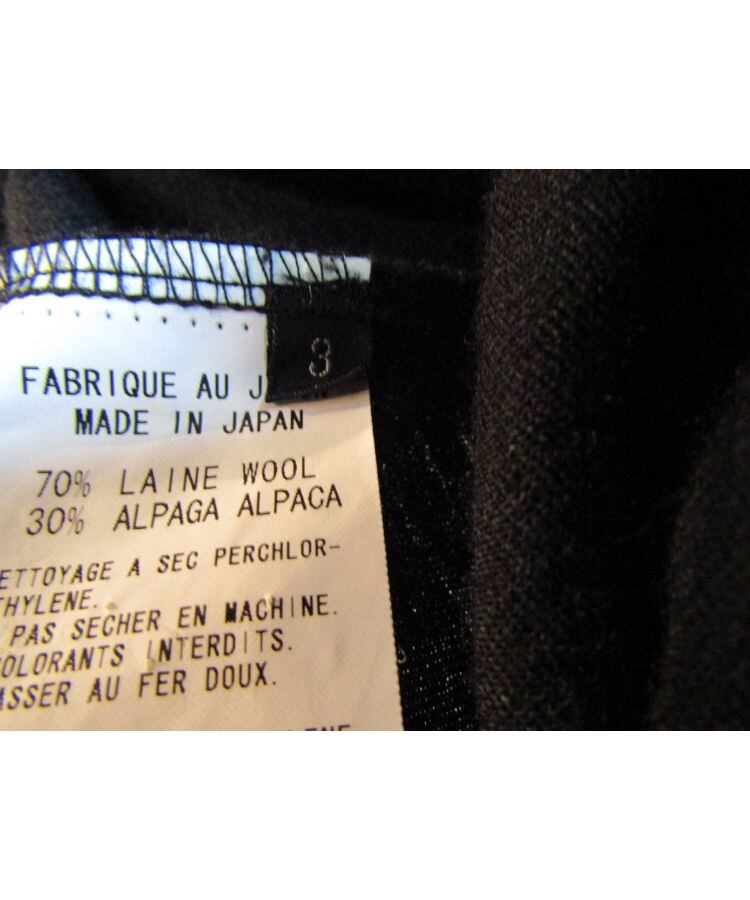 3
FABRIQUE AU
MADE IN JAPAN
70% LAINE WOOL
30% ALPAGA ALPACA
ETTOYAGE A SEC PERCHLOR-
THYLENE.
PAS SECHER EN MACHINE.
OLORANTS INTERDITS.
ASSER AU FER DOUX.